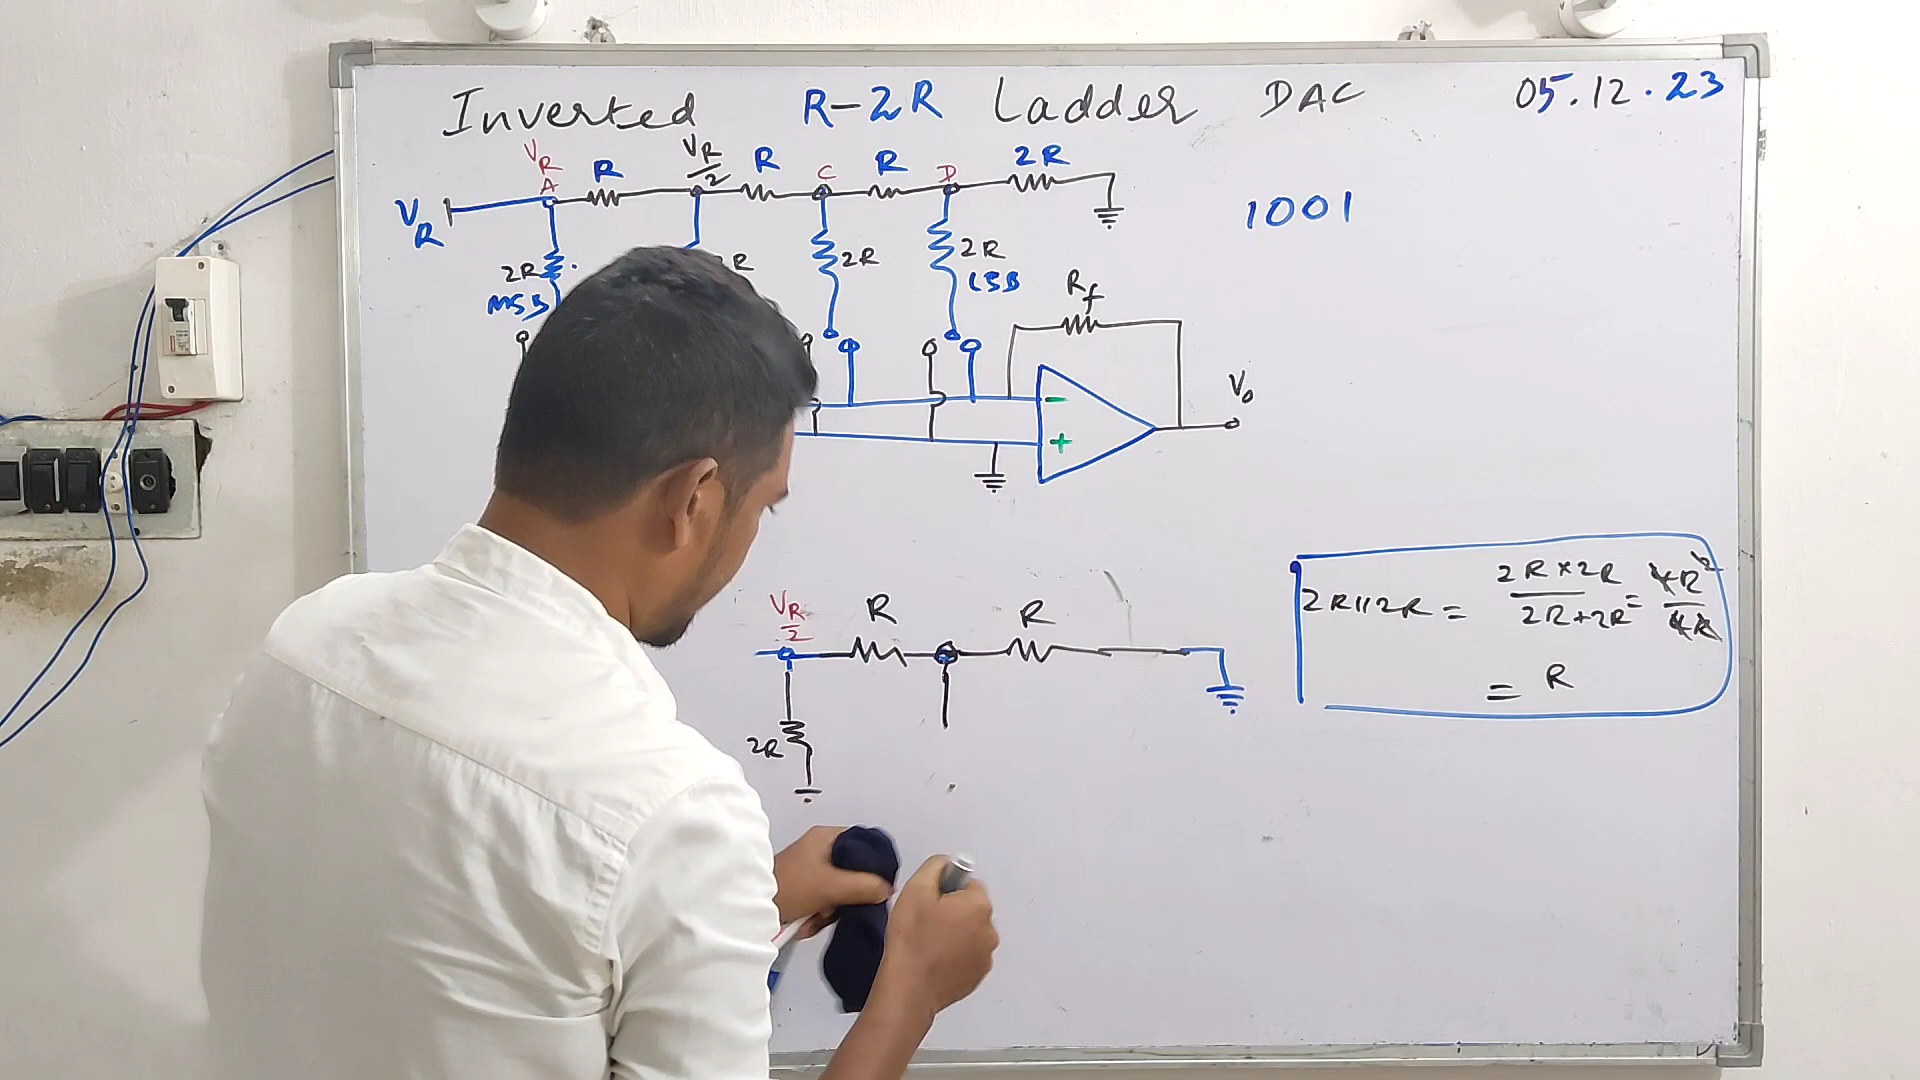 Inverted R-2R Ladder DAC 05.12.23
VR/2
VR R R C R D 2R
A
VR
1001
2R R 2R 2R
MSB LSB
Rf
-
V0
+
VR/2 R R
2R
2R||2R = 2R×2R/2R+2R = 4R²/4R
= R